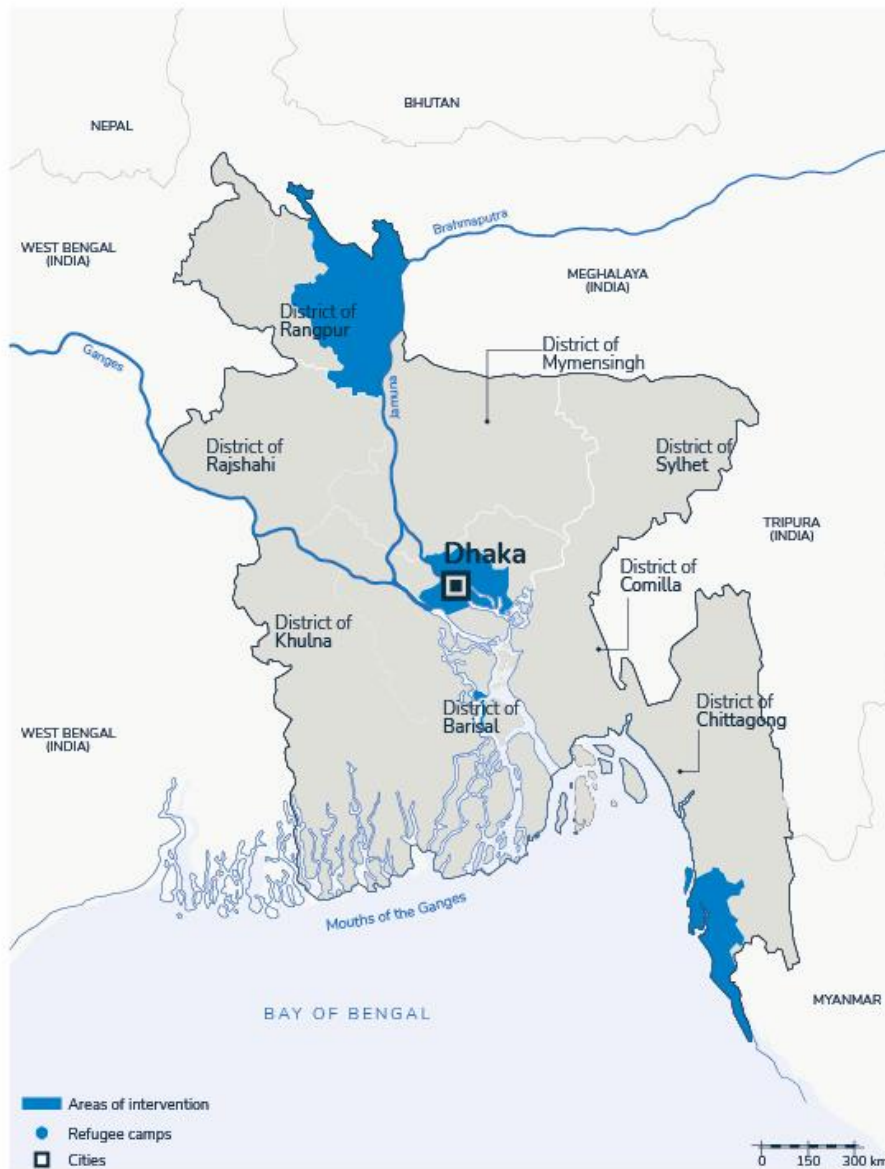 BHUTAN
NEPAL
Brahmaputra
WEST BENGAL
(INDIA)
MEGHALAYA
(INDIA)
District of
Rangpur
District of
Mymensingh
Ganges
Jamuna
District of
Rajshahi
District of
Sylhet
TRIPURA
(INDIA)
Dhaka
District of
Comilla
District of
Khulna
District of
Barisal
District of
Chittagong
WEST BENGAL
(INDIA)
Mouths of the Ganges
MYANMAR
BAY OF BENGAL
Areas of intervention
Refugee camps
Cities
0 150 300 km